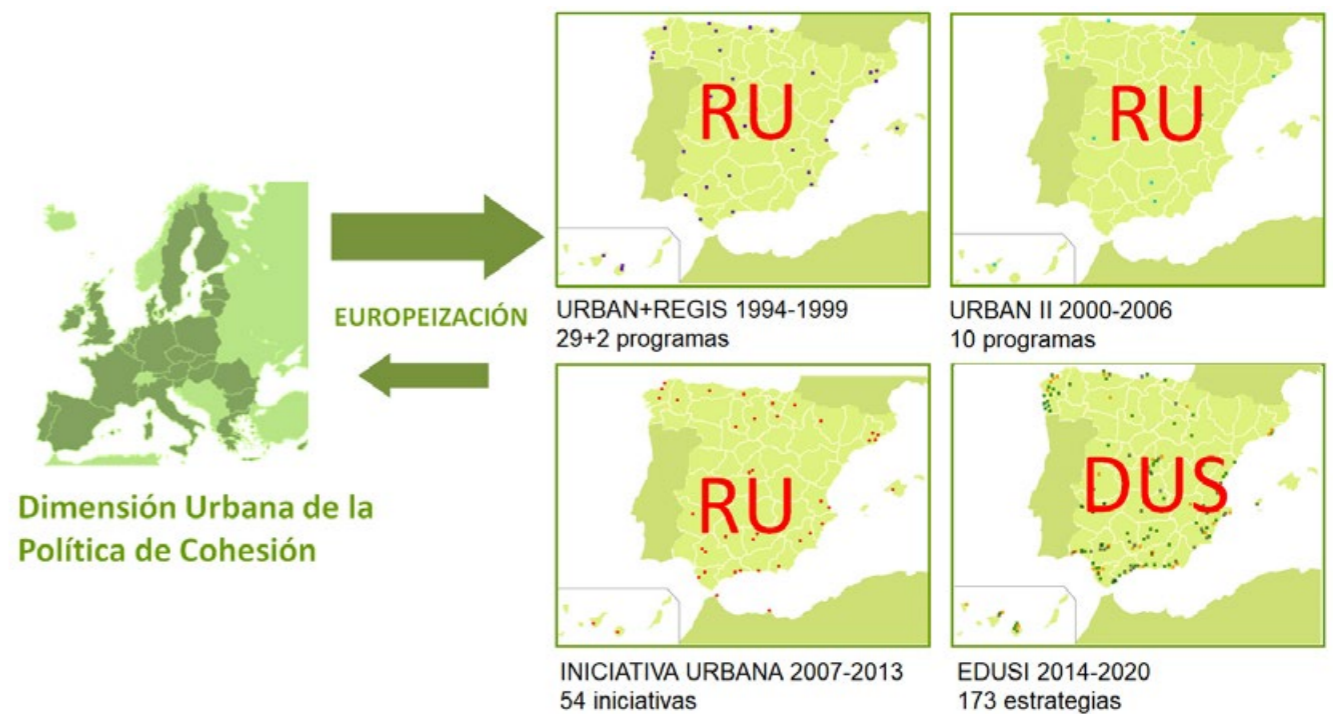 Dimensión Urbana de la
Política de Cohesión
EUROPEIZACIÓN
RU
URBAN+REGIS 1994-1999
29+2 programas
RU
URBAN II 2000-2006
10 programas
RU
INICIATIVA URBANA 2007-2013
54 iniciativas
DUS
EDUSI 2014-2020
173 estrategias